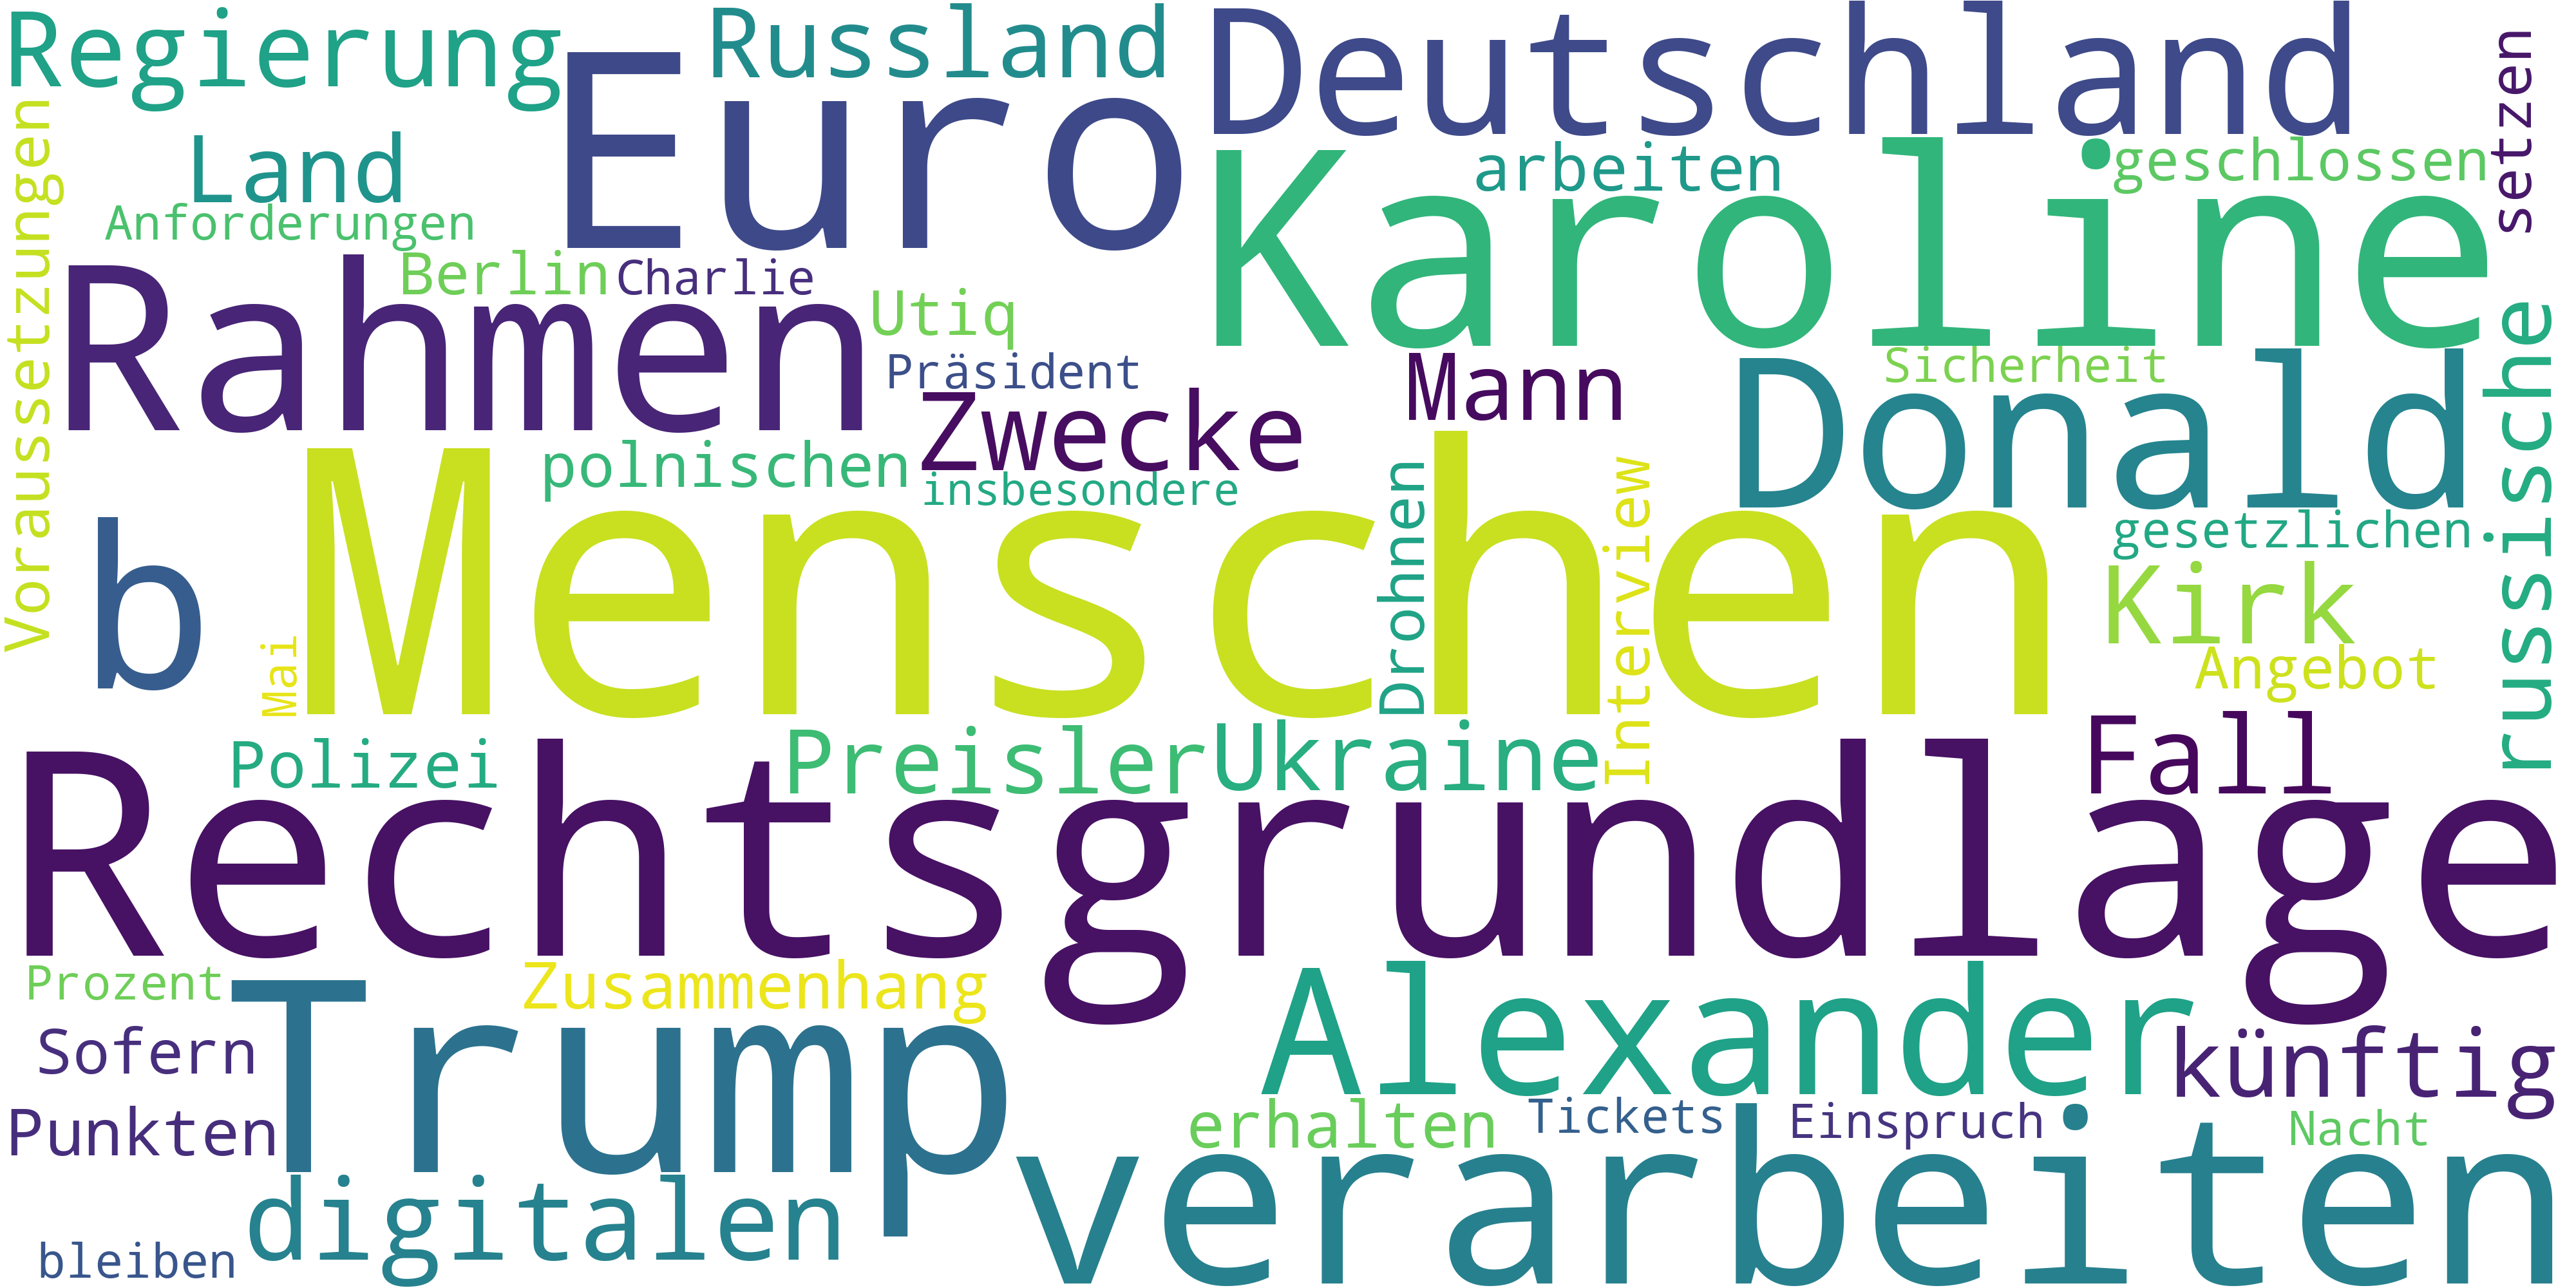 Regierung
Russland
Deutschland
Euro
setzen
Land
Voraussetzungen
Anforderungen
arbeiten
geschlossen
Karoline
Berlin
Charlie
Rahmen
Utiq
Präsident
Mann
Sicherheit
Donald
russische
Zwecke
polnischen
insbesondere
b
Menschen
Drohnen
Interview
gesetzlichen
Kirk
Angebot
Mai
Polizei
Preisler
Ukraine
Fall
Rechtsgrundlage
Prozent
Zusammenhang
Alexander
Sofern
Trump
künftig
Punkten
erhalten
Tickets
Einspruch
Nacht
digitalen
verarbeiten
bleiben